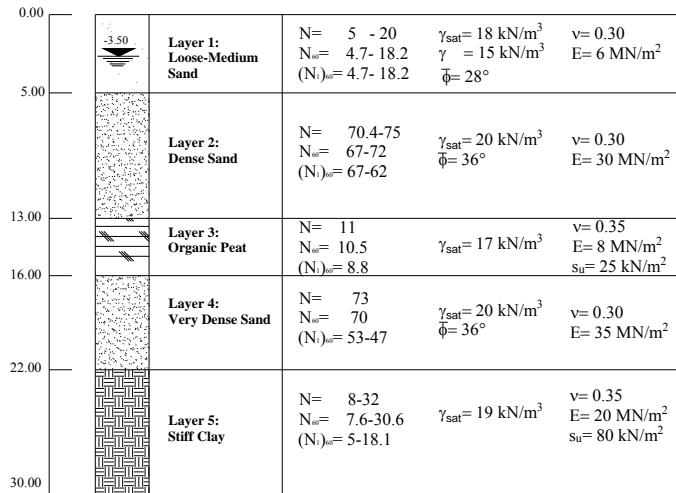 0.00
-3.50
Layer 1:
Loose-Medium
Sand
N= 5 - 20
N₆₀= 4.7- 18.2
(N₁)₆₀= 4.7- 18.2
γsat= 18 kN/m³
γ = 15 kN/m³
ϕ̅= 28°
ν= 0.30
E= 6 MN/m²
5.00
Layer 2:
Dense Sand
N= 70.4-75
N₆₀= 67-72
(N₁)₆₀= 67-62
γsat= 20 kN/m³
ϕ̅= 36°
ν= 0.30
E= 30 MN/m²
13.00
Layer 3:
Organic Peat
N= 11
N₆₀= 10.5
(N₁)₆₀= 8.8
γsat= 17 kN/m³
ν= 0.35
E= 8 MN/m²
su= 25 kN/m²
16.00
Layer 4:
Very Dense Sand
N= 73
N₆₀= 70
(N₁)₆₀= 53-47
γsat= 20 kN/m³
ϕ̅= 36°
ν= 0.30
E= 35 MN/m²
22.00
Layer 5:
Stiff Clay
N= 8-32
N₆₀= 7.6-30.6
(N₁)₆₀= 5-18.1
γsat= 19 kN/m³
ν= 0.35
E= 20 MN/m²
su= 80 kN/m²
30.00